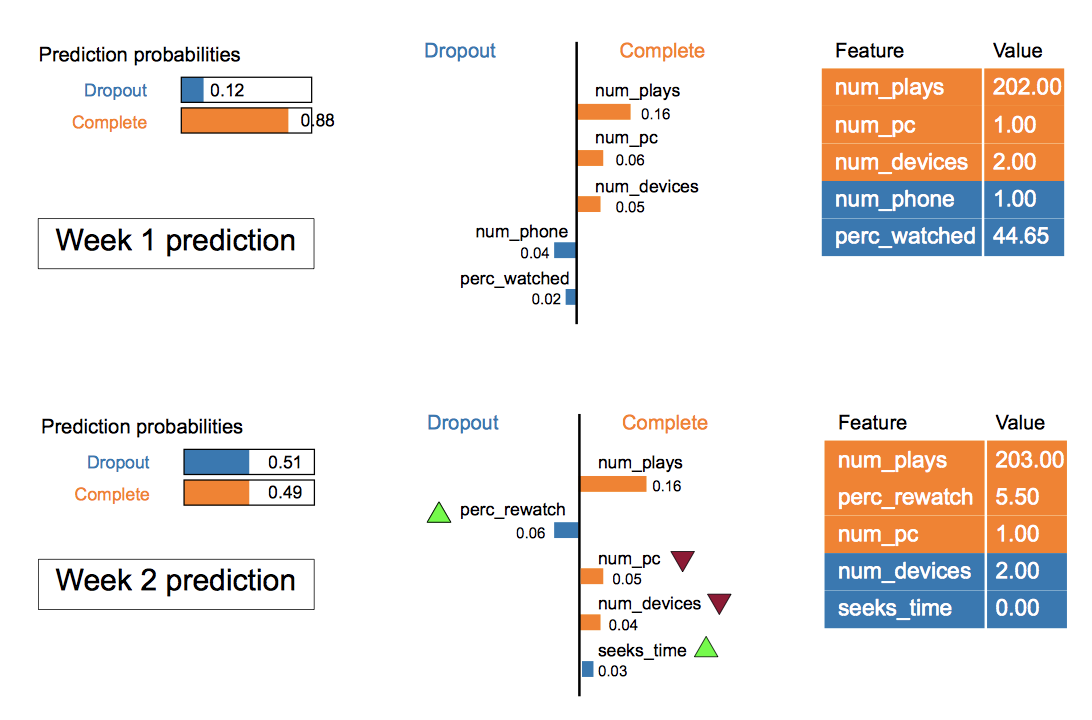 Prediction probabilities
Dropout
0.12
Complete
0.88
Week 1 prediction
Dropout
Complete
num_plays
0.16
num_pc
0.06
num_devices
0.05
num_phone
0.04
perc_watched
0.02
Feature Value
num_plays 202.00
num_pc 1.00
num_devices 2.00
num_phone 1.00
perc_watched 44.65
Prediction probabilities
Dropout
0.51
Complete
0.49
Week 2 prediction
Dropout
Complete
num_plays
0.16
perc_rewatch
0.06
num_pc
0.05
num_devices
0.04
seeks_time
0.03
Feature Value
num_plays 203.00
perc_rewatch 5.50
num_pc 1.00
num_devices 2.00
seeks_time 0.00